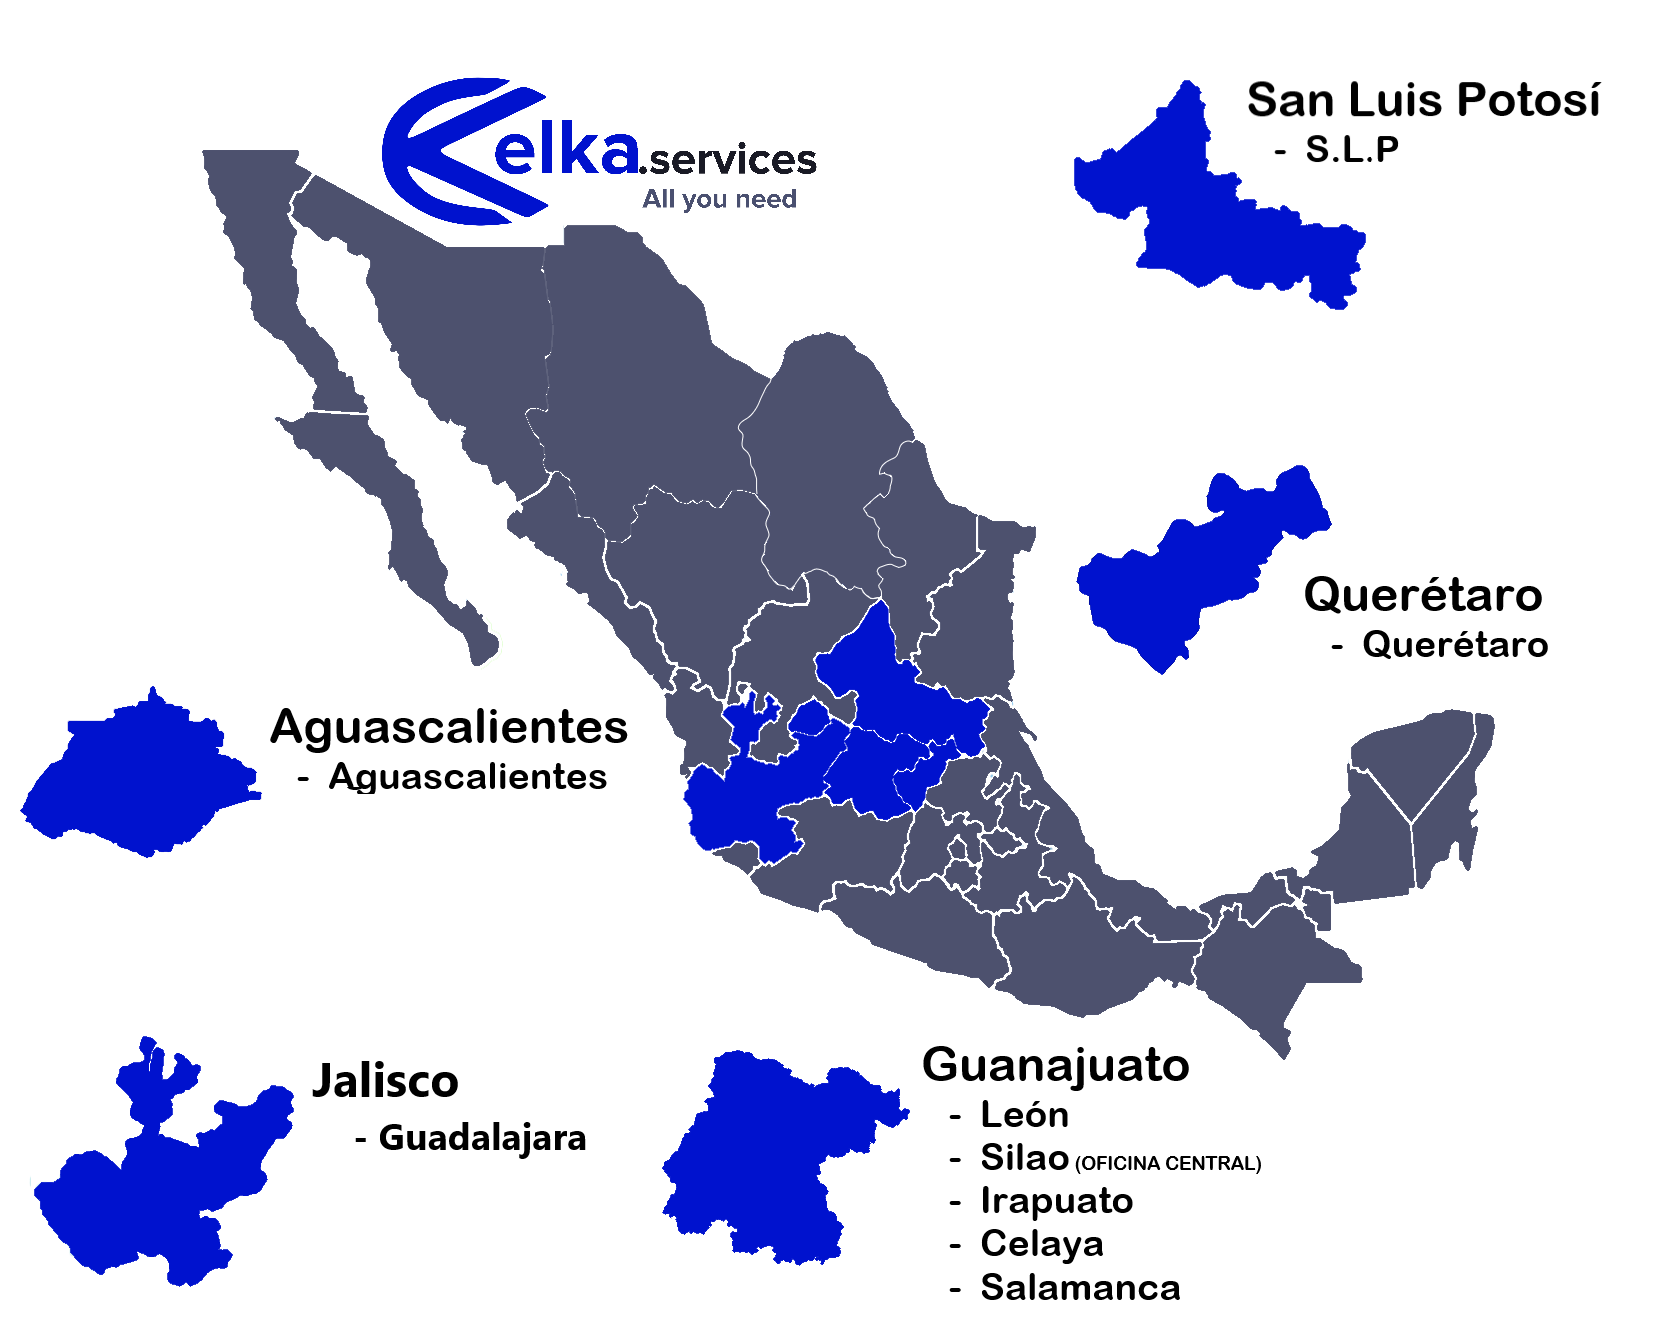 elka.services
All you need
San Luis Potosí
- S.L.P
Querétaro
- Querétaro
Aguascalientes
- Aguascalientes
Jalisco
- Guadalajara
Guanajuato
- León
- Silao (OFICINA CENTRAL)
- Irapuato
- Celaya
- Salamanca